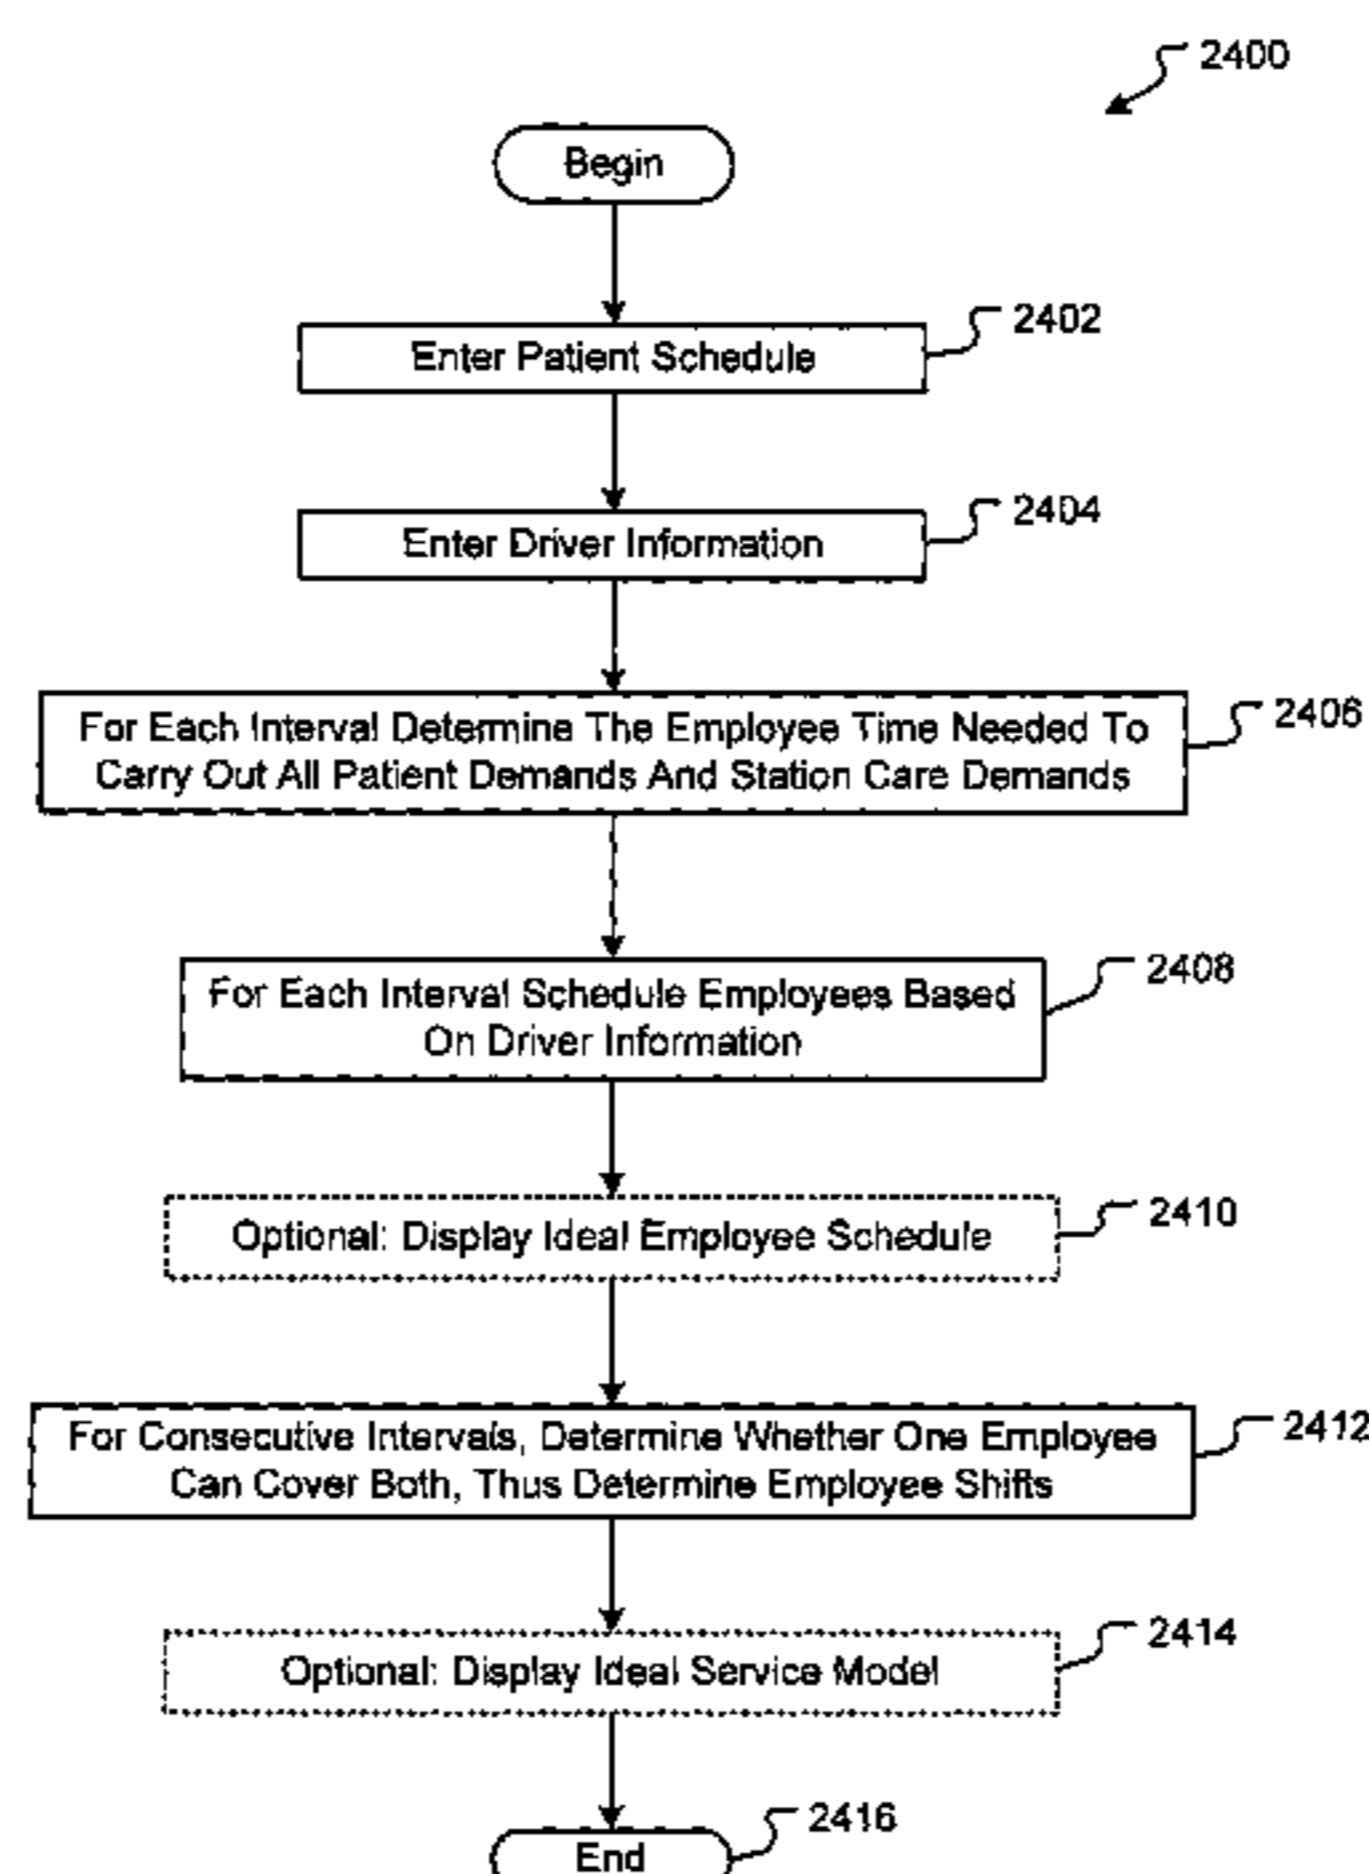 2400
Begin
Enter Patient Schedule
2402
Enter Driver Information
2404
For Each Interval Determine The Employee Time Needed To
Carry Out All Patient Demands And Station Care Demands
2406
For Each Interval Schedule Employees Based
On Driver Information
2408
Optional: Display Ideal Employee Schedule
2410
For Consecutive Intervals, Determine Whether One Employee
Can Cover Both, Thus Determine Employee Shifts
2412
Optional: Display Ideal Service Model
2414
End
2416